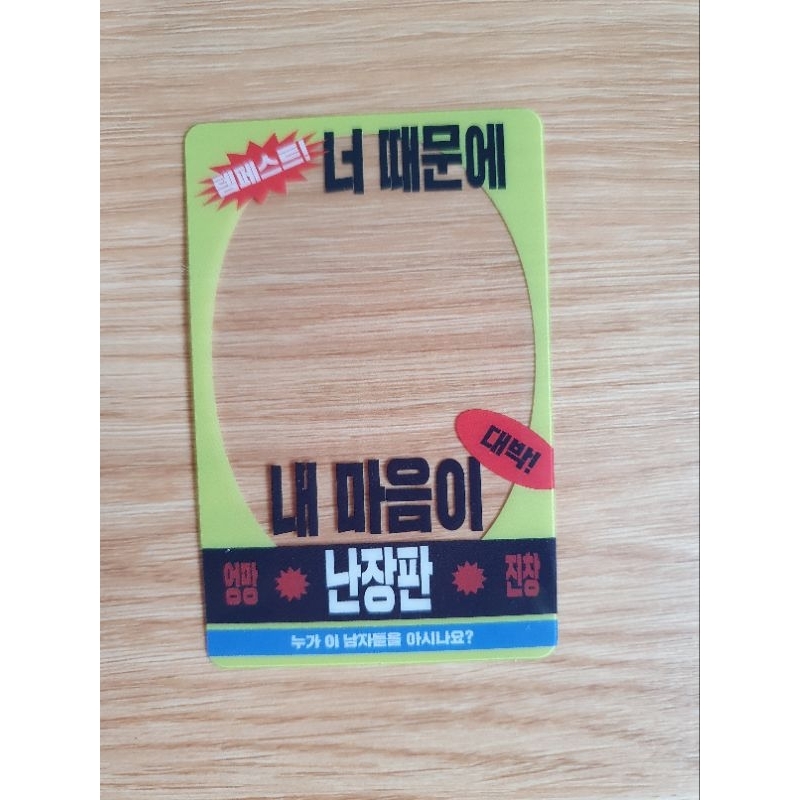 템페스트!
너 때문에
대박!
내 마음이
엉망 난장판 진창
누가 이 남자들을 아시나요?